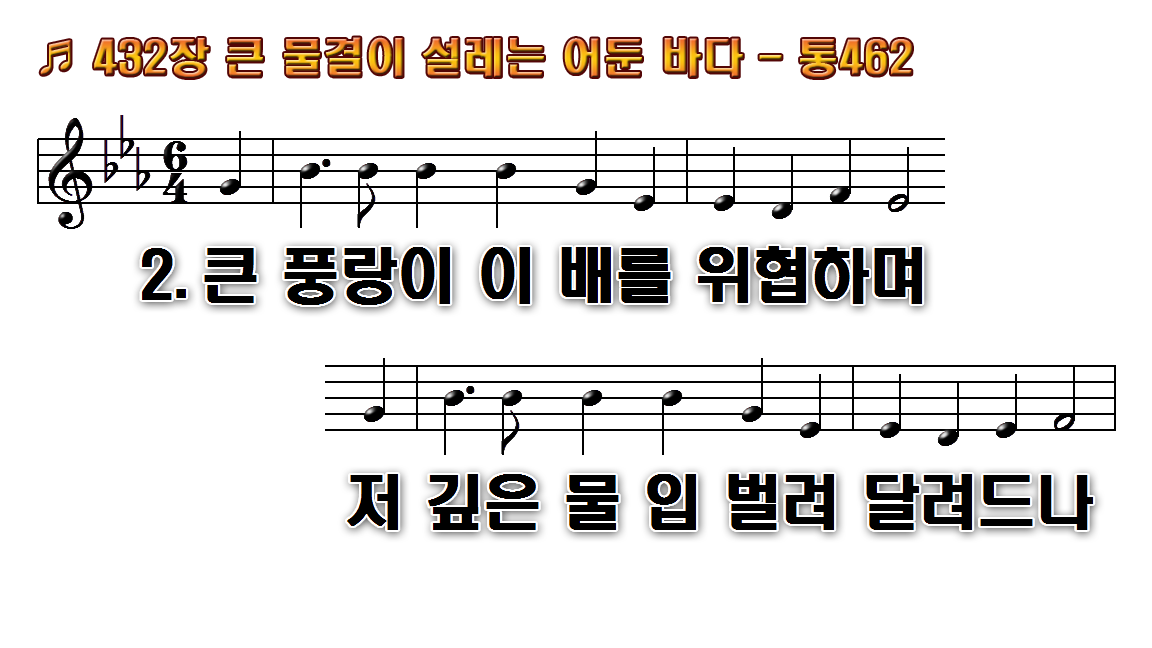 ♬ 432장 큰 물결이 설레는 어둔 바다 - 통462
6
4
2. 큰 풍랑이 이 배를 위협하며
저 깊은 물 입 벌려 달려드나